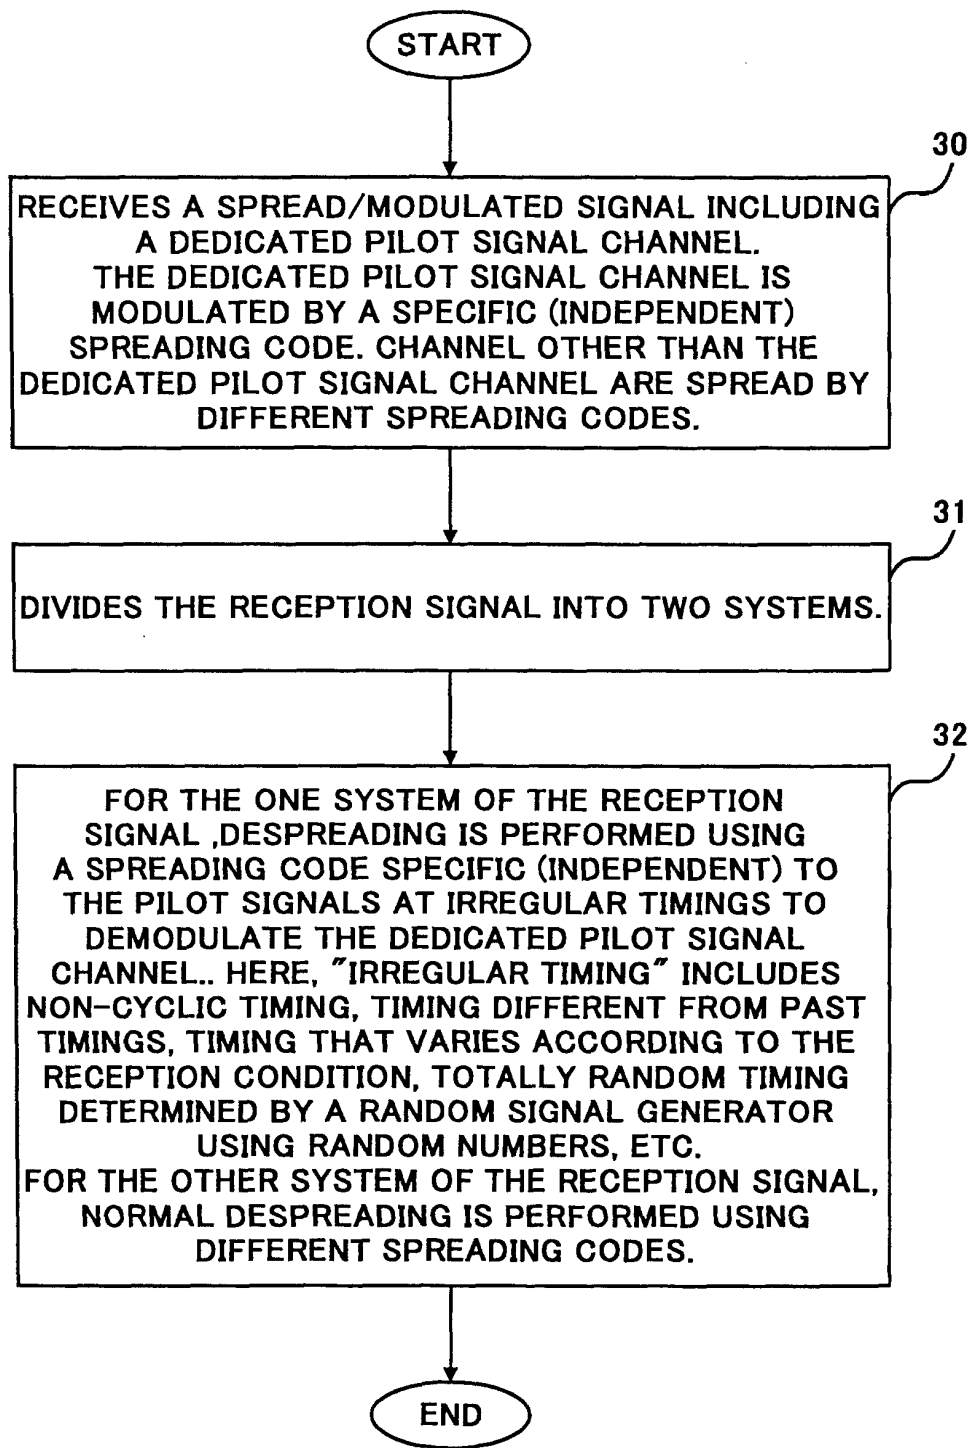 START
30
RECEIVES A SPREAD/MODULATED SIGNAL INCLUDING
A DEDICATED PILOT SIGNAL CHANNEL.
THE DEDICATED PILOT SIGNAL CHANNEL IS
MODULATED BY A SPECIFIC (INDEPENDENT)
SPREADING CODE. CHANNEL OTHER THAN THE
DEDICATED PILOT SIGNAL CHANNEL ARE SPREAD BY
DIFFERENT SPREADING CODES.
31
DIVIDES THE RECEPTION SIGNAL INTO TWO SYSTEMS.
32
FOR THE ONE SYSTEM OF THE RECEPTION
SIGNAL ,DESPREADING IS PERFORMED USING
A SPREADING CODE SPECIFIC (INDEPENDENT) TO
THE PILOT SIGNALS AT IRREGULAR TIMINGS TO
DEMODULATE THE DEDICATED PILOT SIGNAL
CHANNEL.. HERE, "IRREGULAR TIMING" INCLUDES
NON-CYCLIC TIMING, TIMING DIFFERENT FROM PAST
TIMINGS, TIMING THAT VARIES ACCORDING TO THE
RECEPTION CONDITION, TOTALLY RANDOM TIMING
DETERMINED BY A RANDOM SIGNAL GENERATOR
USING RANDOM NUMBERS, ETC.
FOR THE OTHER SYSTEM OF THE RECEPTION SIGNAL,
NORMAL DESPREADING IS PERFORMED USING
DIFFERENT SPREADING CODES.
END